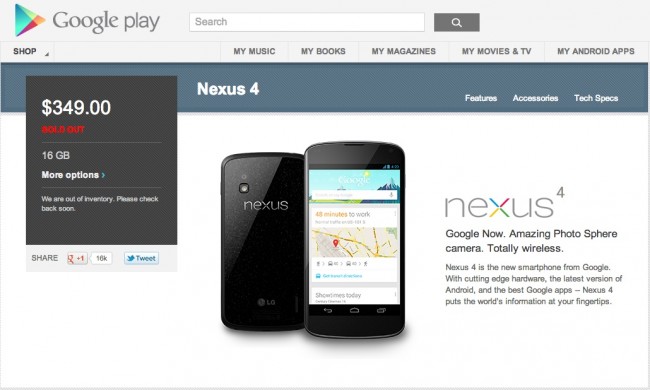 Google play
Search
SHOP
MY MUSIC
MY BOOKS
MY MAGAZINES
MY MOVIES & TV
MY ANDROID APPS
Nexus 4
Features
Accessories
Tech Specs
$349.00
SOLD OUT
16 GB
More options ›
We are out of inventory. Please check
back soon.
SHARE
g +1
16k
Tweet
nexus
LG
Google
48 minutes to work
Showtimes today
nexus 4
Google Now. Amazing Photo Sphere
camera. Totally wireless.
Nexus 4 is the new smartphone from Google.
With cutting edge hardware, the latest version of
Android, and the best Google apps – Nexus 4
puts the world's information at your fingertips.